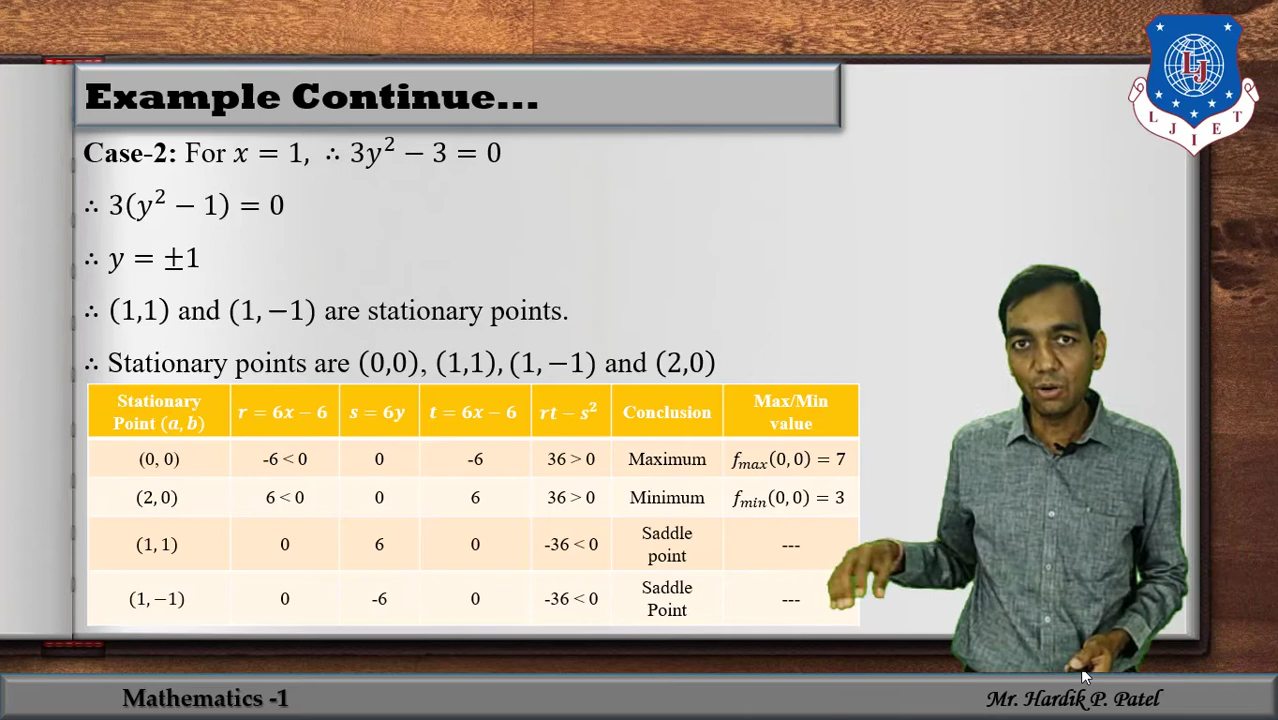 Example Continue...
L J I E T
LJ
Case-2: For x = 1, ∴ 3y² − 3 = 0
∴ 3(y² − 1) = 0
∴ y = ±1
∴ (1,1) and (1, −1) are stationary points.
∴ Stationary points are (0,0), (1,1), (1, −1) and (2,0)
Stationary Point (a, b) r = 6x − 6 s = 6y t = 6x − 6 rt − s² Conclusion Max/Min value
(0, 0) -6 < 0 0 -6 36 > 0 Maximum f_max(0, 0) = 7
(2, 0) 6 < 0 0 6 36 > 0 Minimum f_min(0, 0) = 3
(1, 1) 0 6 0 -36 < 0 Saddle point ---
(1, −1) 0 -6 0 -36 < 0 Saddle Point ---
Mathematics -1
Mr. Hardik P. Patel